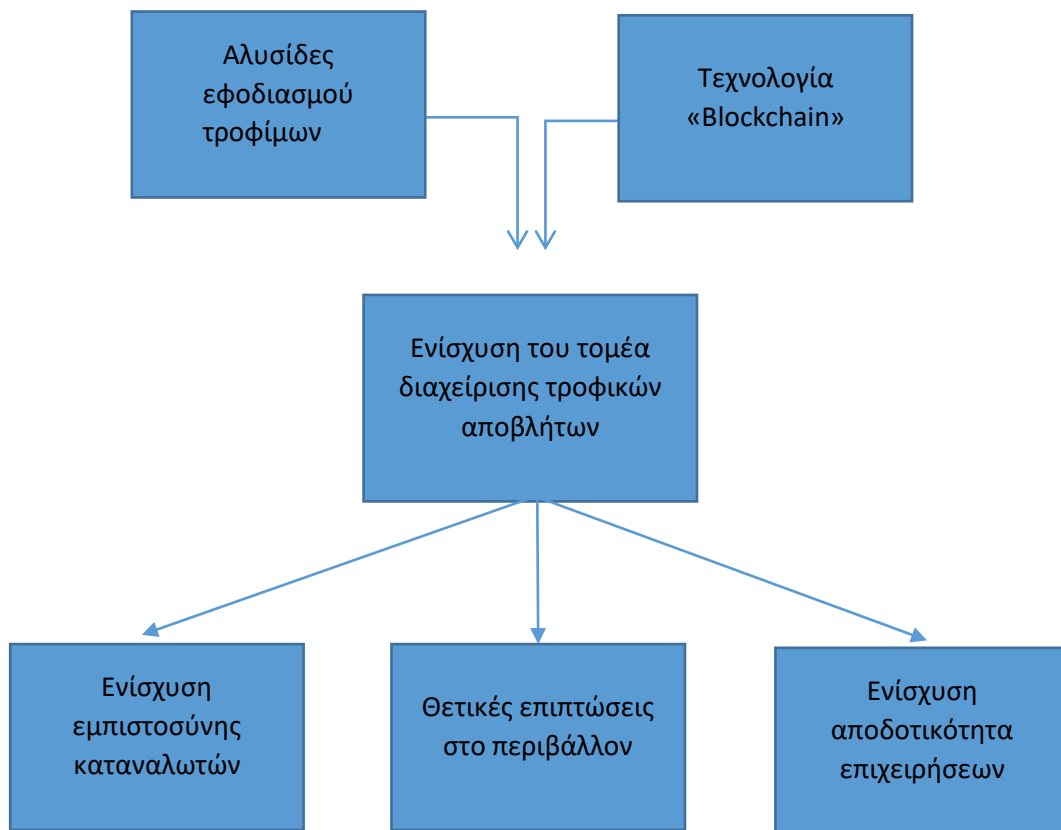 Αλυσίδες
εφοδιασμού
τροφίμων
Τεχνολογία
«Blockchain»
Ενίσχυση του τομέα
διαχείρισης τροφικών
αποβλήτων
Ενίσχυση
εμπιστοσύνης
καταναλωτών
Θετικές επιπτώσεις
στο περιβάλλον
Ενίσχυση
αποδοτικότητα
επιχειρήσεων